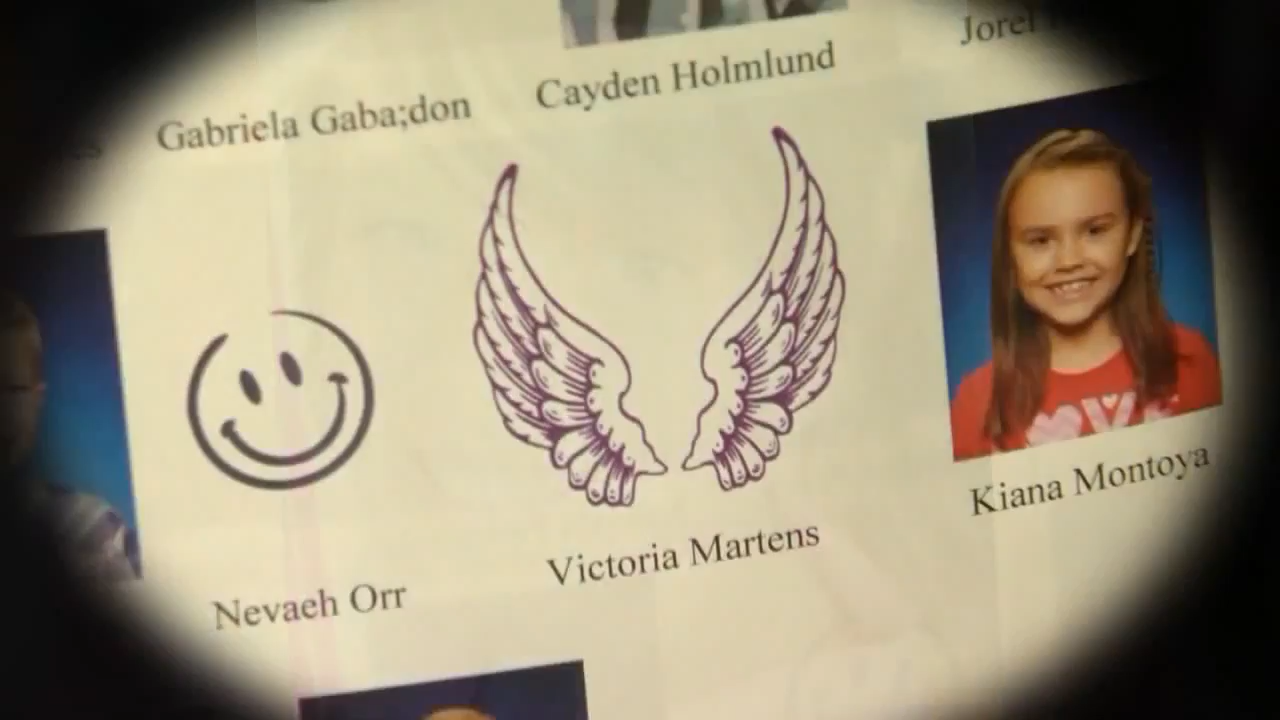 Gabriela Gaba;don
Cayden Holmlund
Jorel
Nevaeh Orr
Victoria Martens
Kiana Montoya